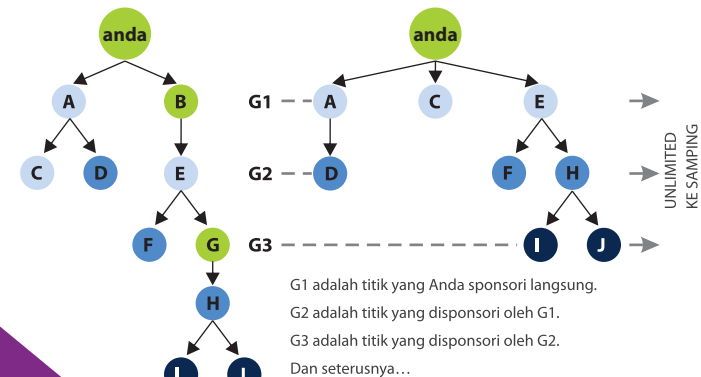 anda
anda
A
B
G1
A
C
E
C
D
E
G2
D
F
H
UNLIMITED
KE SAMPING
F
G
G3
I
J
H
G1 adalah titik yang Anda sponsori langsung.
G2 adalah titik yang disponsori oleh G1.
G3 adalah titik yang disponsori oleh G2.
Dan seterusnya…